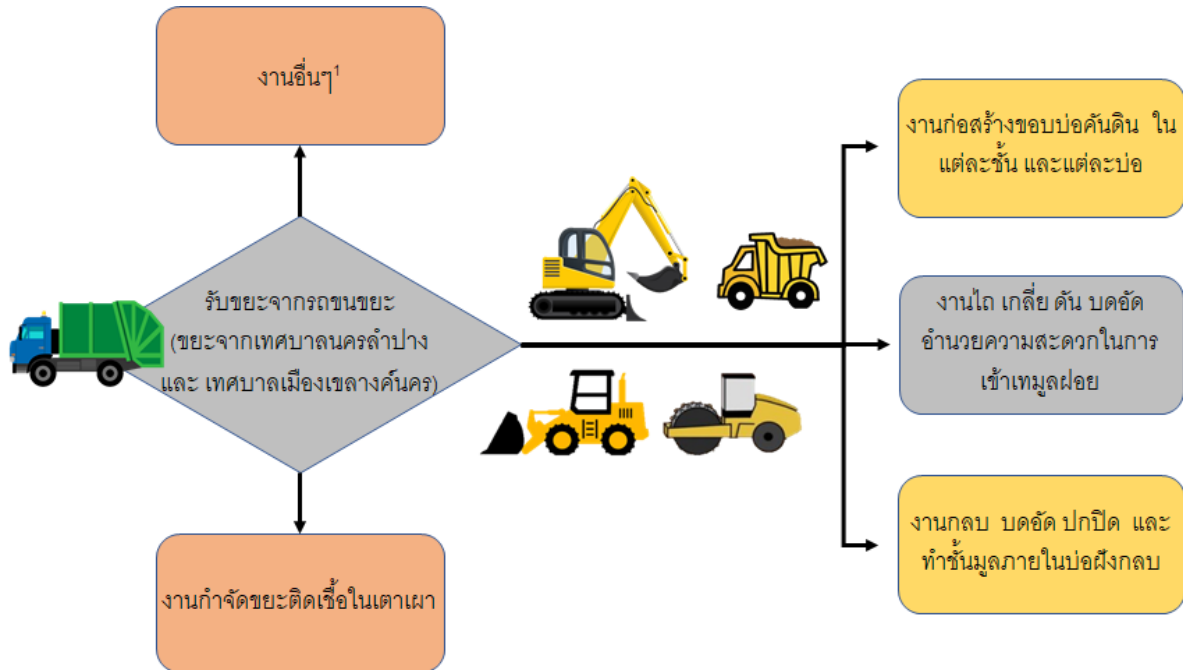 งานอื่นๆ1
รับขยะจากรถขนขยะ
(ขยะจากเทศบาลนครลำปาง
และ เทศบาลเมืองเขลางค์นคร)
งานกำจัดขยะติดเชื้อในเตาเผา
งานก่อสร้างขอบบ่อคันดิน ใน
แต่ละชั้น และแต่ละบ่อ
งานไถ เกลี่ย ดัน บดอัด
อำนวยความสะดวกในการ
เข้าเทมูลฝอย
งานกลบ บดอัด ปกปิด และ
ทำชั้นมูลภายในบ่อฝังกลบ